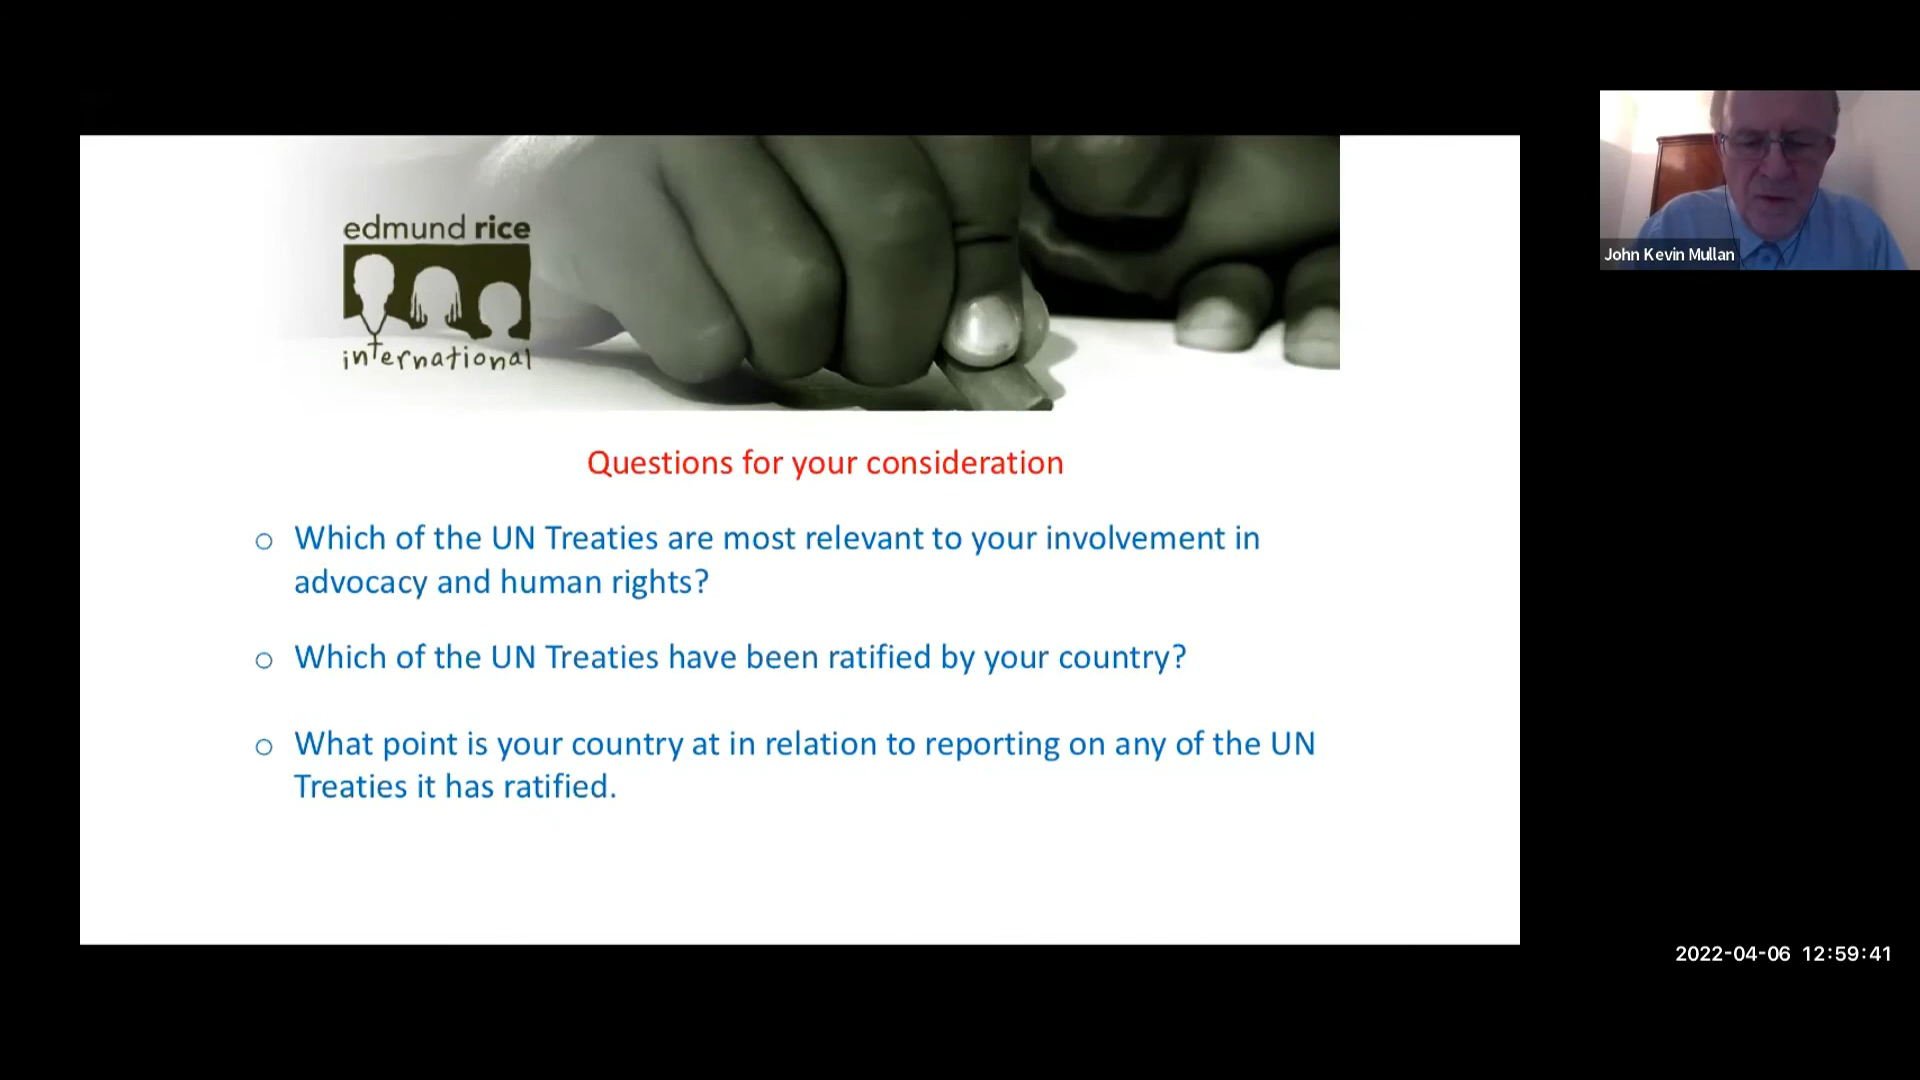 edmund rice
international
John Kevin Mullan
Questions for your consideration
Which of the UN Treaties are most relevant to your involvement in
advocacy and human rights?
Which of the UN Treaties have been ratified by your country?
What point is your country at in relation to reporting on any of the UN
Treaties it has ratified.
2022-04-06 12:59:41